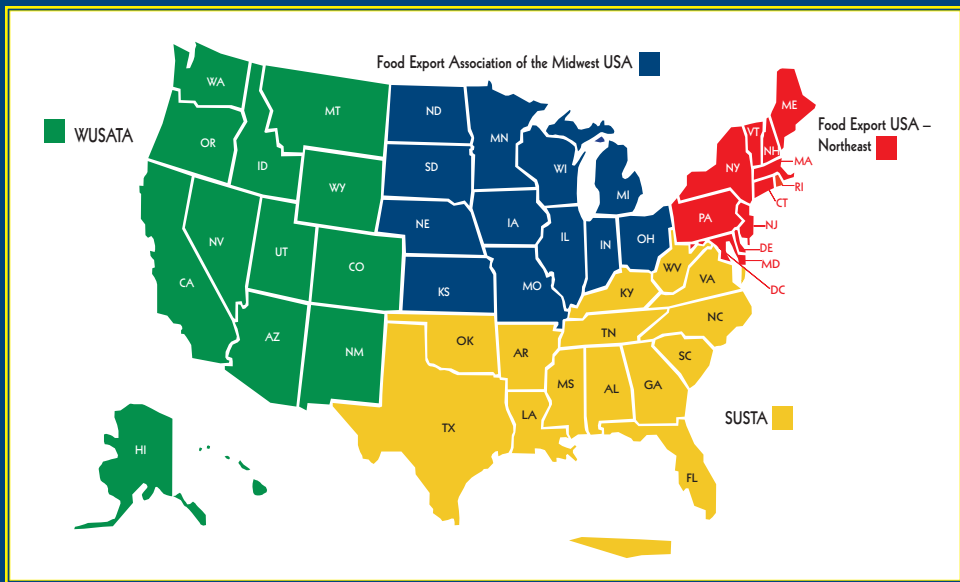 Food Export Association of the Midwest USA
WUSATA
Food Export USA –
Northeast
SUSTA
WA
OR
ID
MT
WY
NV
UT
CO
CA
AZ
NM
HI
ND
SD
NE
KS
MN
IA
MO
WI
IL
MI
IN
OH
ME
VT
NH
NY
MA
RI
CT
PA
NJ
DE
MD
DC
WV
VA
KY
NC
TN
SC
OK
AR
MS
AL
GA
LA
TX
FL